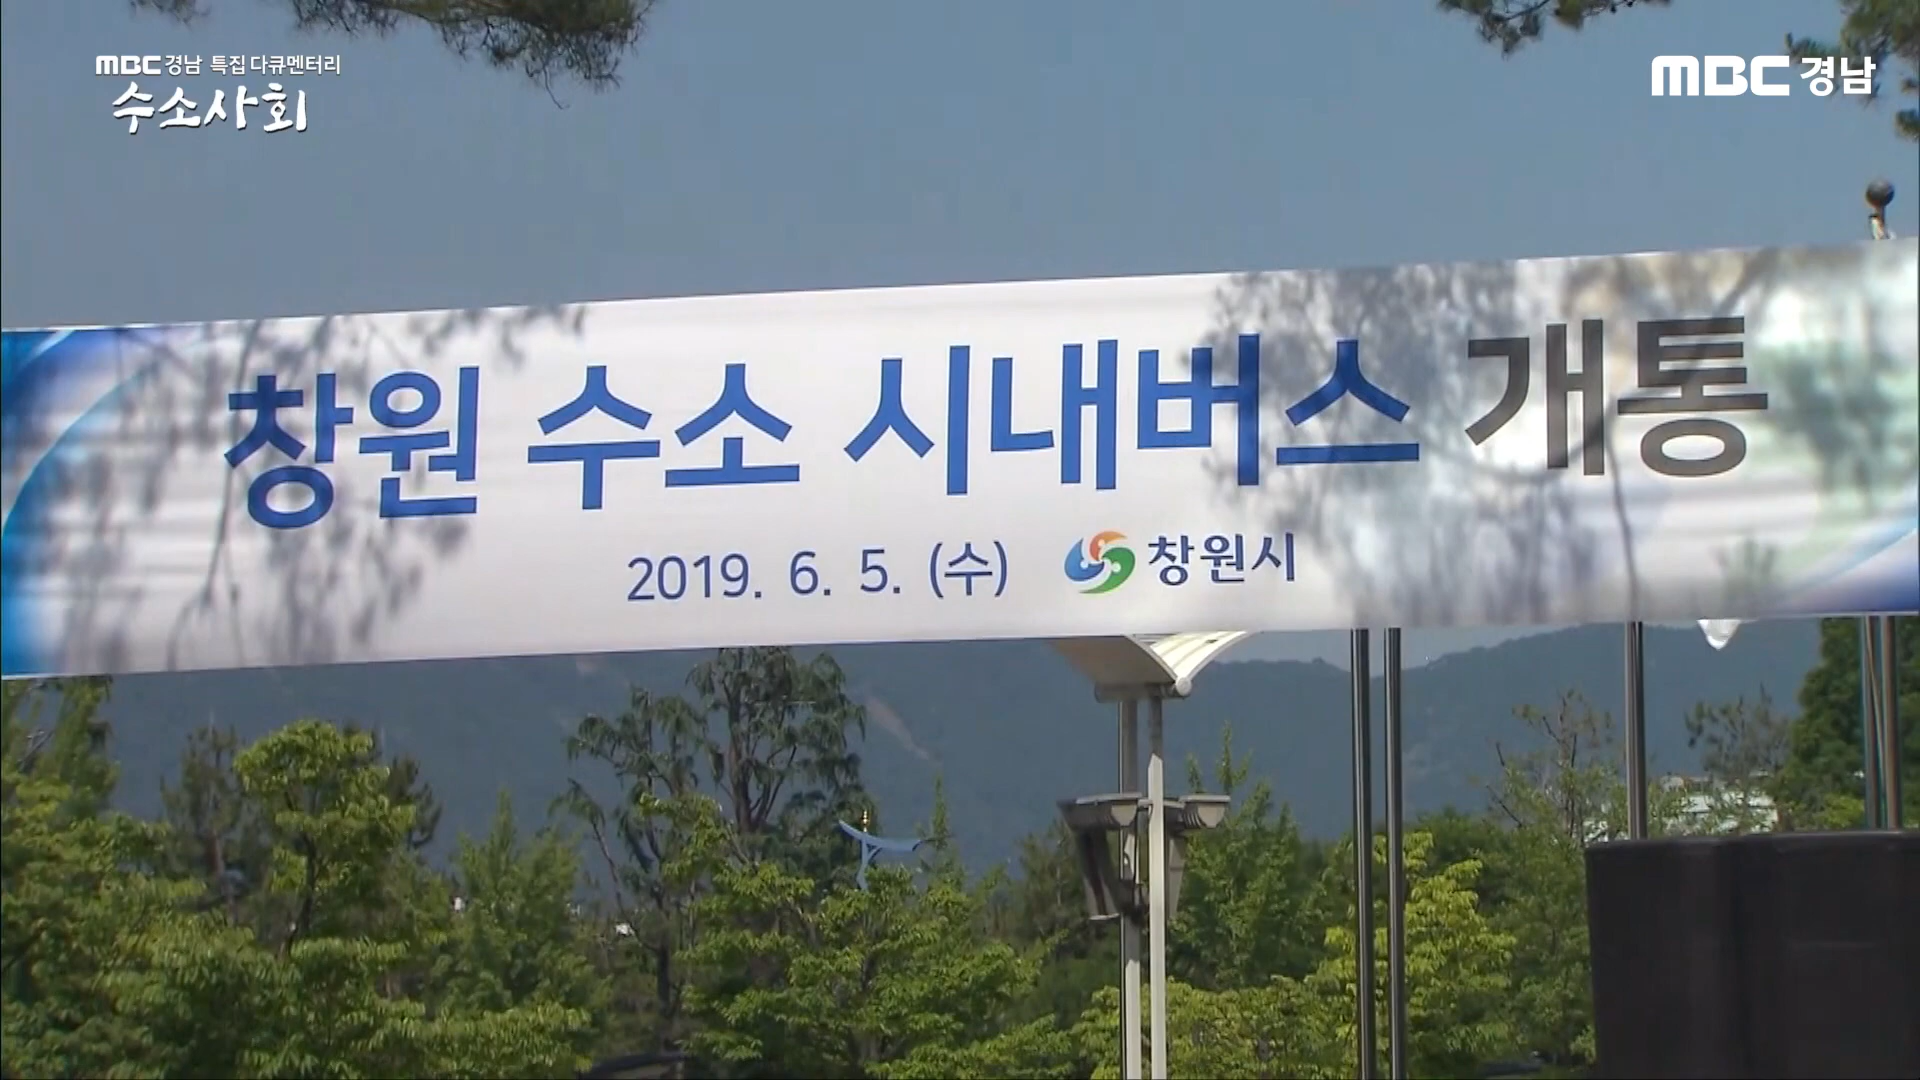 MBC경남 특집 다큐멘터리
수소사회
MBC경남
창원 수소 시내버스 개통
2019. 6. 5. (수) 창원시